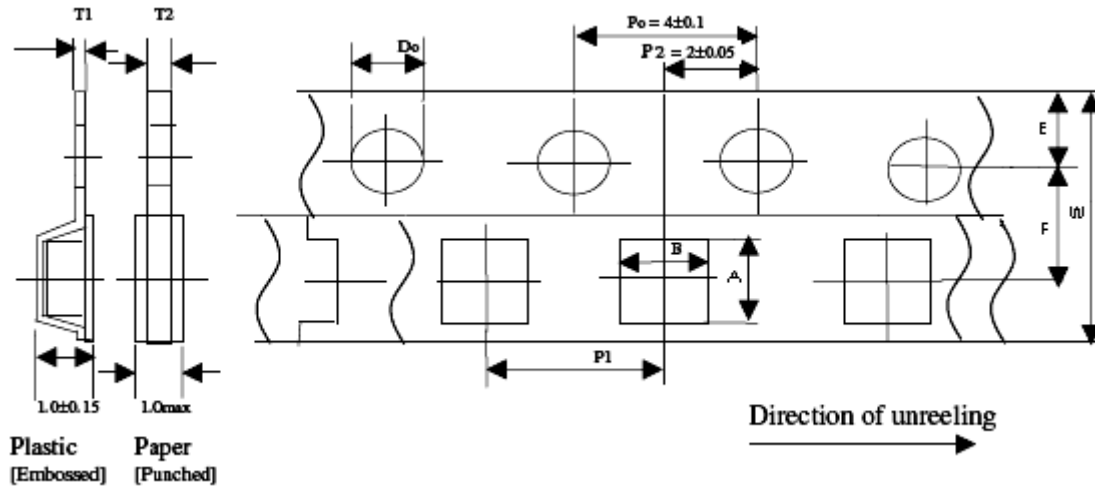 T1
T2
Po = 4±0.1
Do
P2 = 2±0.05
E
W
F
B
A
P1
1.0±0.15
1.0max
Direction of unreeling
Plastic
[Embossed]
Paper
[Punched]